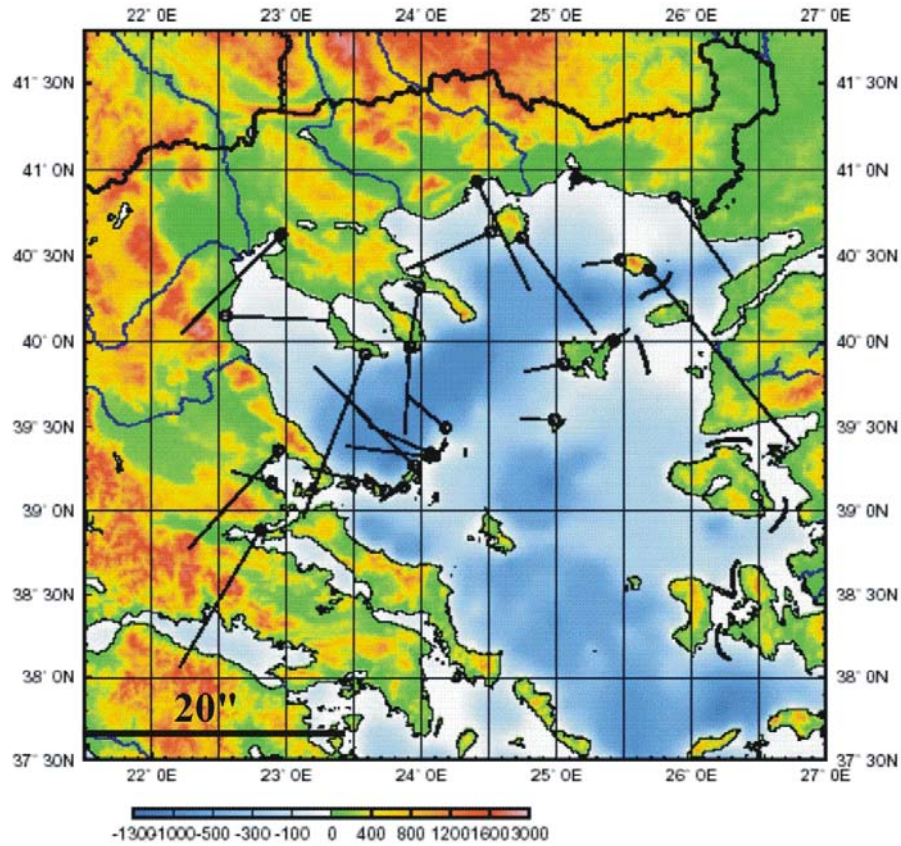 22° 0E 23° 0E 24° 0E 25° 0E 26° 0E 27° 0E
41° 30N 41° 30N
41° 0N 41° 0N
40° 30N 40° 30N
40° 0N 40° 0N
39° 30N 39° 30N
39° 0N 39° 0N
38° 30N 38° 30N
38° 0N 38° 0N
20"
37° 30N 37° 30N
22° 0E 23° 0E 24° 0E 25° 0E 26° 0E 27° 0E
-1300-1000 -500 -300 -100 0 400 800 1200 1600 3000